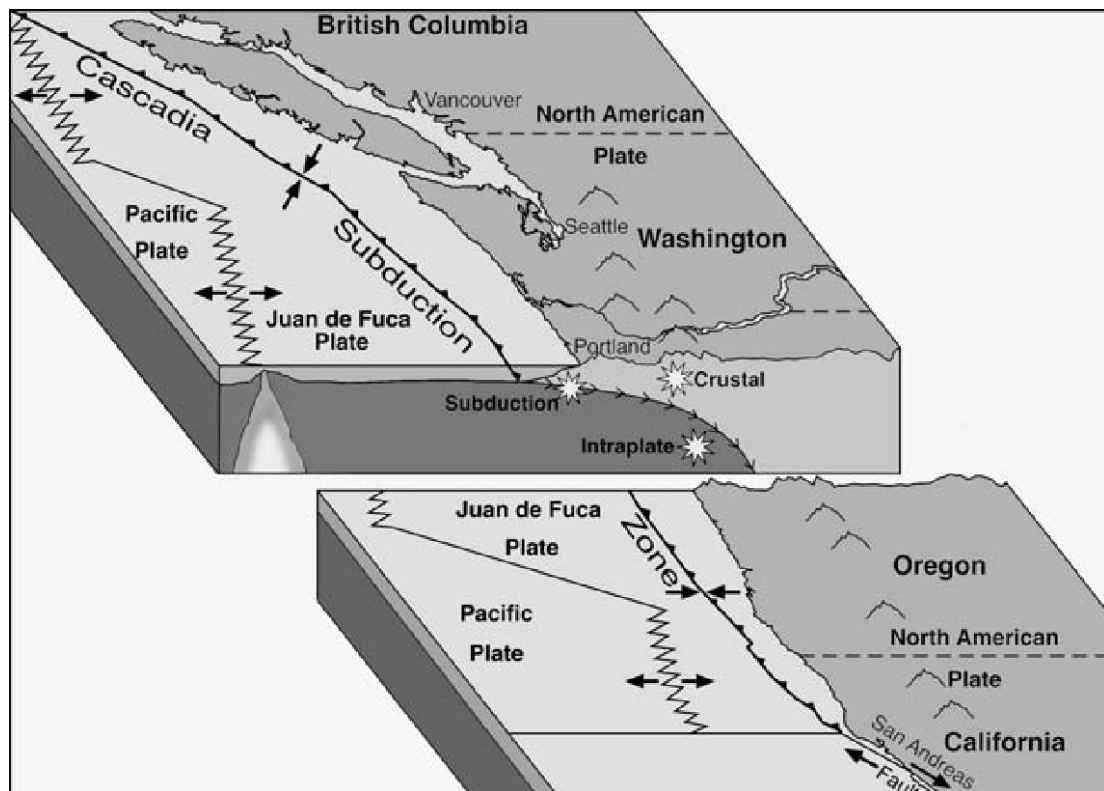 British Columbia
Vancouver
North American
Plate
Cascadia
Subduction
Zone
Pacific
Plate
Seattle
Washington
Juan de Fuca
Plate
Portland
Subduction
Crustal
Intraplate
Juan de Fuca
Plate
Oregon
Pacific
Plate
North American
Plate
California
San Andreas
Fault